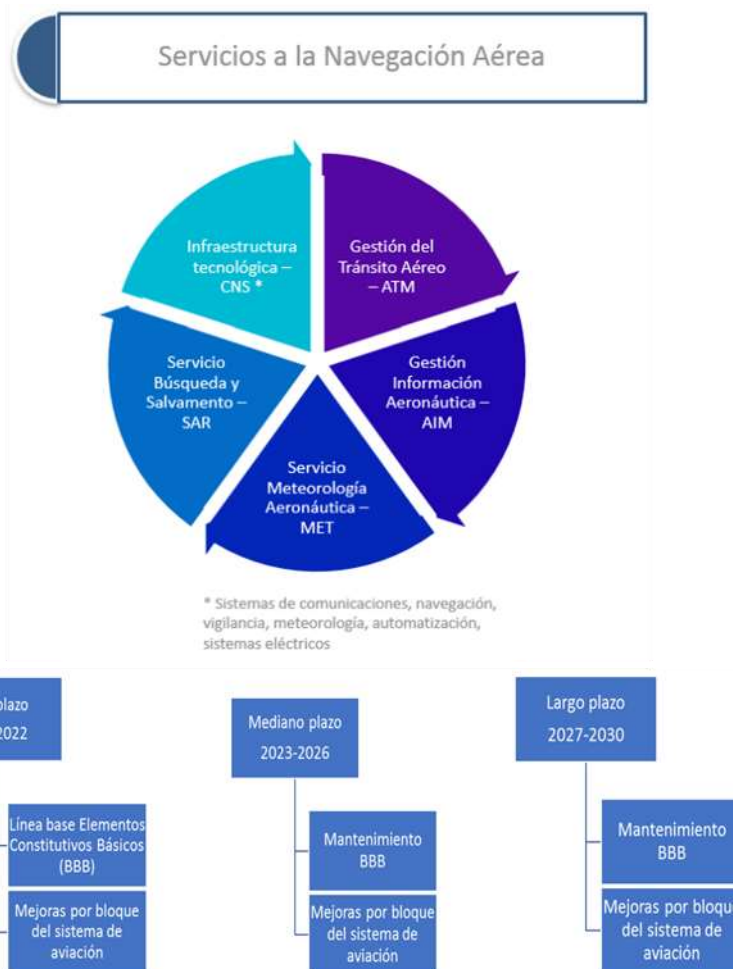 Servicios a la Navegación Aérea
Infraestructura
tecnológica –
CNS *
Gestión del
Tránsito Aéreo
– ATM
Servicio
Búsqueda y
Salvamento –
SAR
Gestión
Información
Aeronáutica –
AIM
Servicio
Meteorología
Aeronáutica –
MET
* Sistemas de comunicaciones, navegación,
vigilancia, meteorología, automatización,
sistemas eléctricos
plazo
2022
Línea base Elementos
Constitutivos Básicos
(BBB)
Mejoras por bloque
del sistema de
aviación
Mediano plazo
2023-2026
Mantenimiento
BBB
Mejoras por bloque
del sistema de
aviación
Largo plazo
2027-2030
Mantenimiento
BBB
Mejoras por bloque
del sistema de
aviación